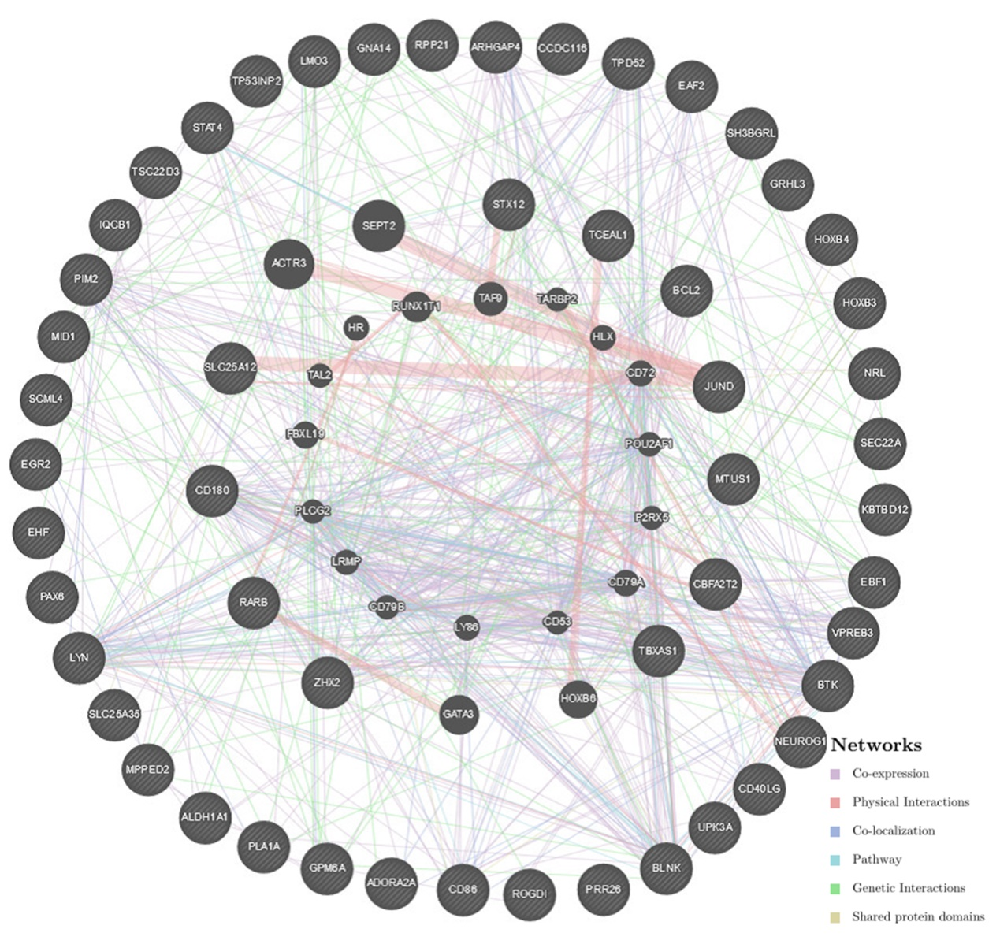 RPP21
GNA14
ARHGAP4
CCDC116
LMO3
TPD52
TP53INP2
EAF2
STAT4
SH3BGRL
TSC22D3
GRHL3
STX12
IQCB1
SEPT2
TCEAL1
HOXB4
ACTR3
PIM2
BCL2
TAF9
TARBP2
RUNX1T1
HOXB3
HR
MID1
HLX
SLC25A12
TAL2
CD72
NRL
JUND
SCML4
FBXL19
POU2AF1
SEC22A
EGR2
MTUS1
CD180
PLCG2
KBTBD12
P2RX5
EHF
LRMP
CD79A
EBF1
CBFA2T2
PAX6
RARB
CD79B
LY86
CD53
VPREB3
TBXAS1
LYN
ZHX2
BTK
HOXB6
SLC25A35
GATA3
NEUROG1
Networks
MPPED2
Co-expression
CD40LG
Physical Interactions
ALDH1A1
UPK3A
Co-localization
PLA1A
Pathway
GPM6A
BLNK
ADORA2A
CD86
ROGDI
PRR26
Genetic Interactions
Shared protein domains